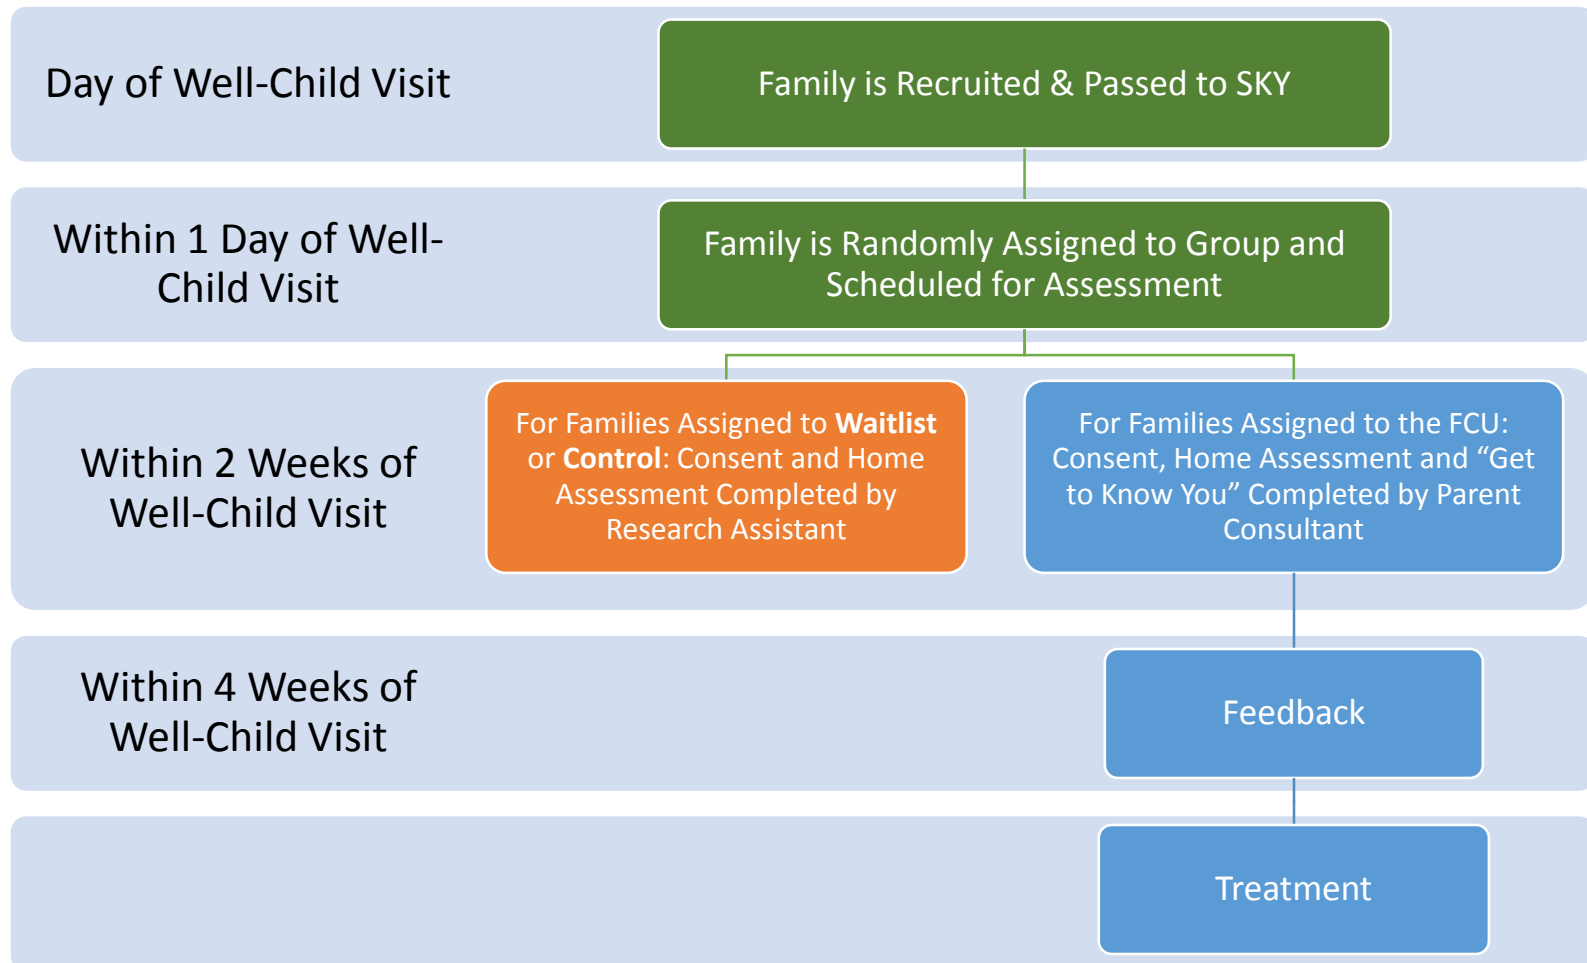 Day of Well-Child Visit
Family is Recruited & Passed to SKY
Within 1 Day of Well-
Child Visit
Family is Randomly Assigned to Group and
Scheduled for Assessment
Within 2 Weeks of
Well-Child Visit
For Families Assigned to Waitlist
or Control: Consent and Home
Assessment Completed by
Research Assistant
For Families Assigned to the FCU:
Consent, Home Assessment and “Get
to Know You” Completed by Parent
Consultant
Within 4 Weeks of
Well-Child Visit
Feedback
Treatment